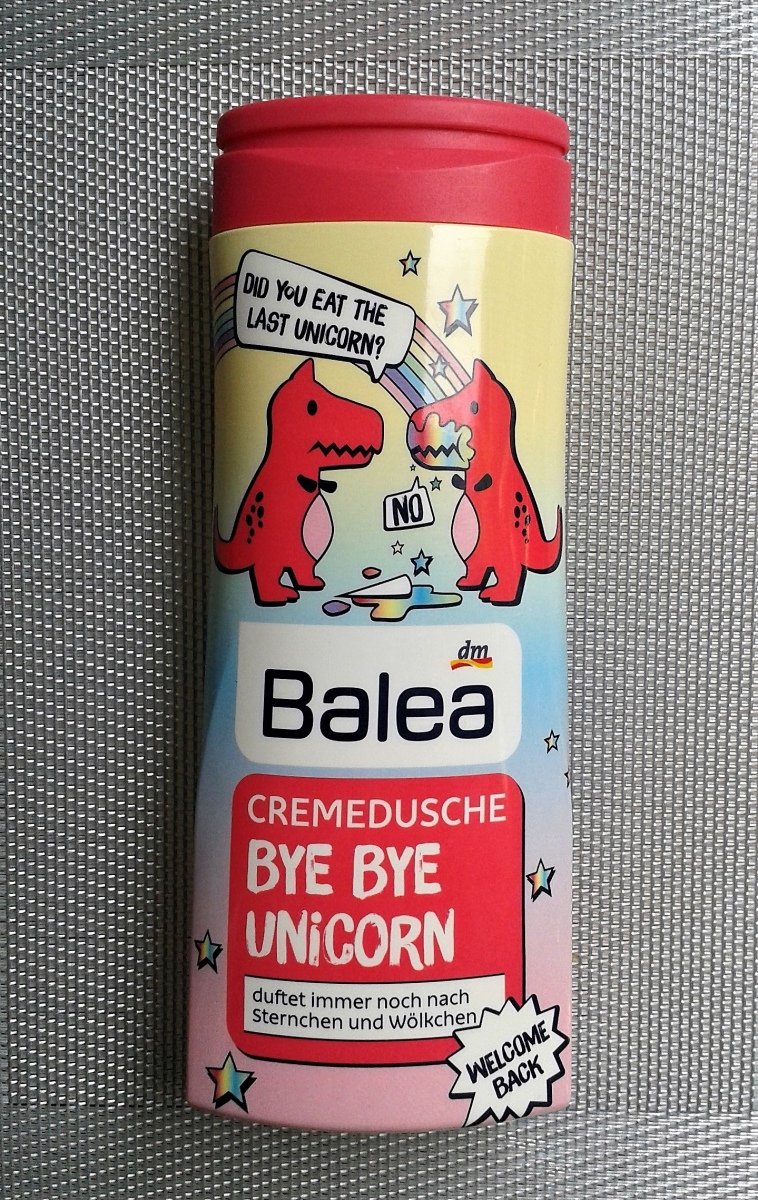 DID YOU EAT THE
LAST UNICORN?
NO
dm
Balea
CREMEDUSCHE
BYE BYE
UNiCORN
duftet immer noch nach
Sternchen und Wölkchen
WELCOME
BACK